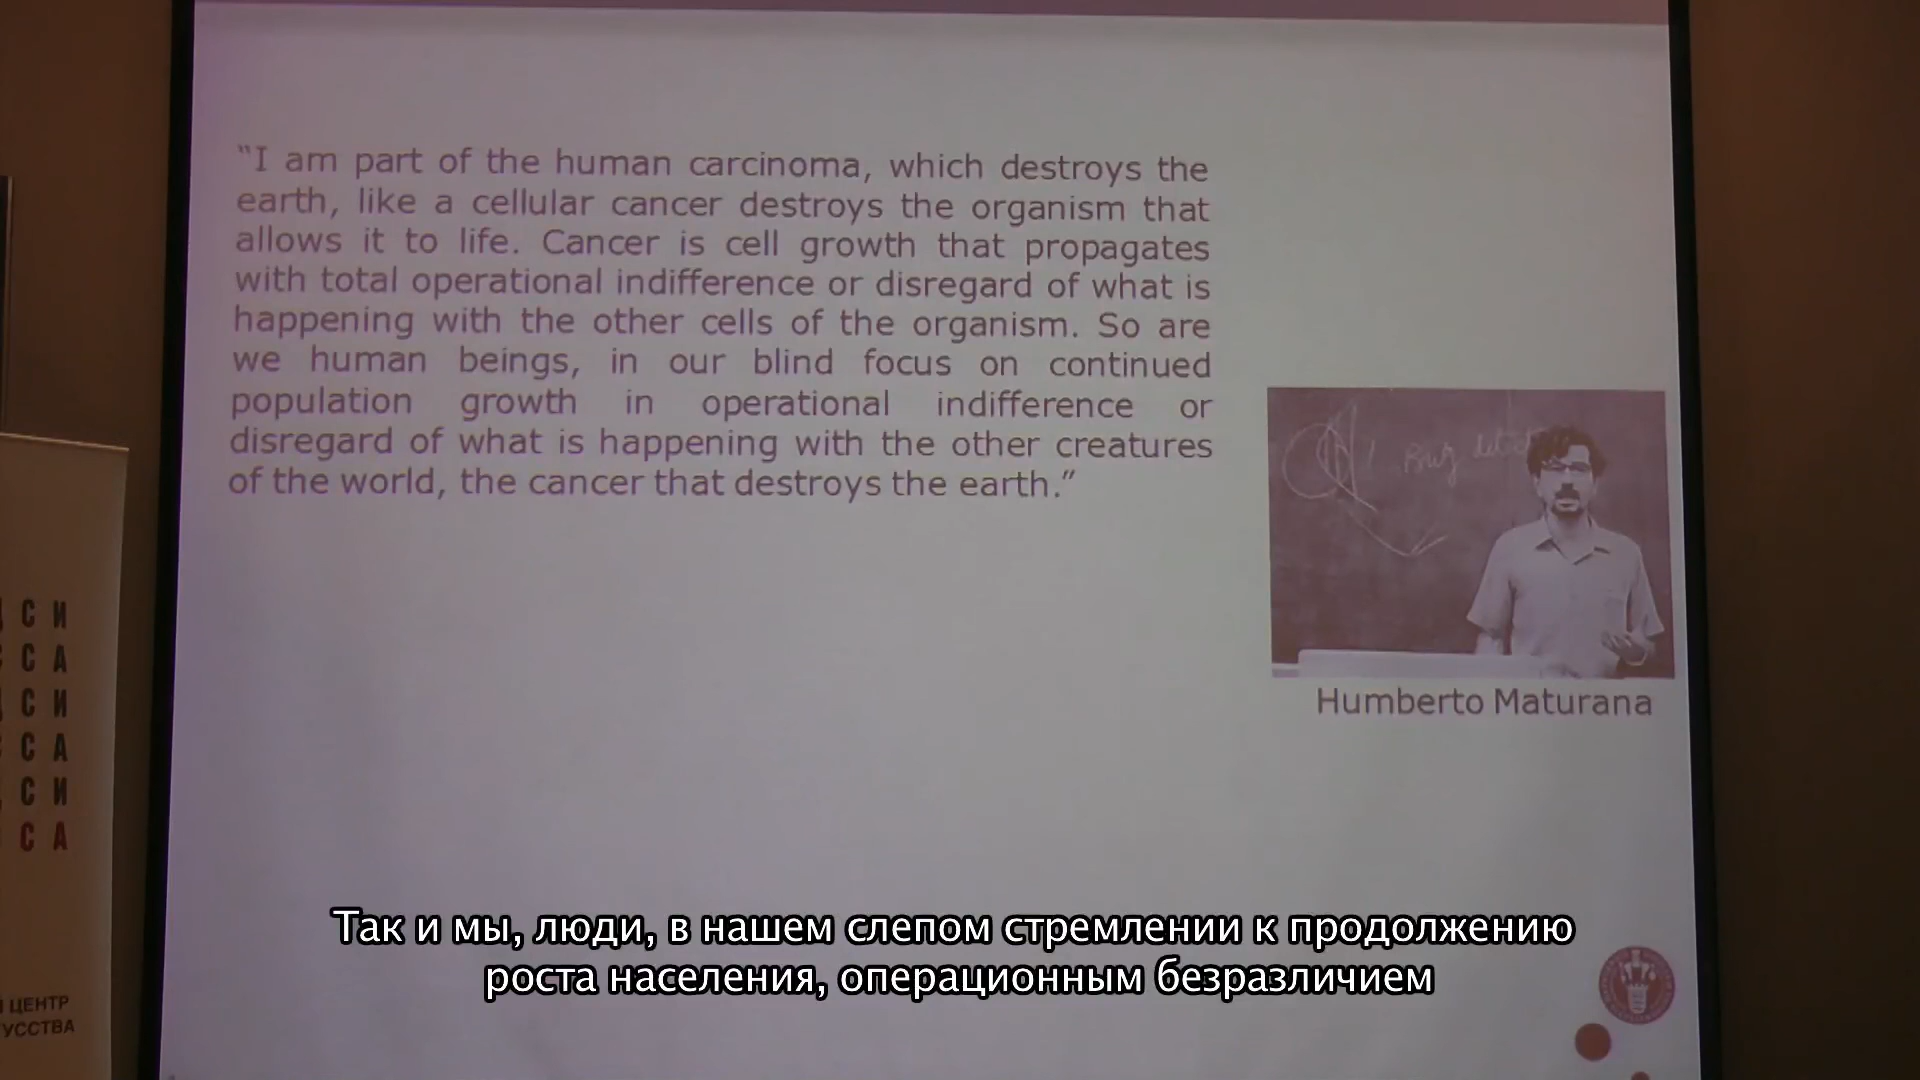 “I am part of the human carcinoma, which destroys the
earth, like a cellular cancer destroys the organism that
allows it to life. Cancer is cell growth that propagates
with total operational indifference or disregard of what is
happening with the other cells of the organism. So are
we human beings, in our blind focus on continued
population growth in operational indifference or
disregard of what is happening with the other creatures
of the world, the cancer that destroys the earth.”
Humberto Maturana
С И
С А
С И
С А
С И
С А
ЦЕНТР
УССТВА
Так и мы, люди, в нашем слепом стремлении к продолжению
роста населения, операционным безразличием